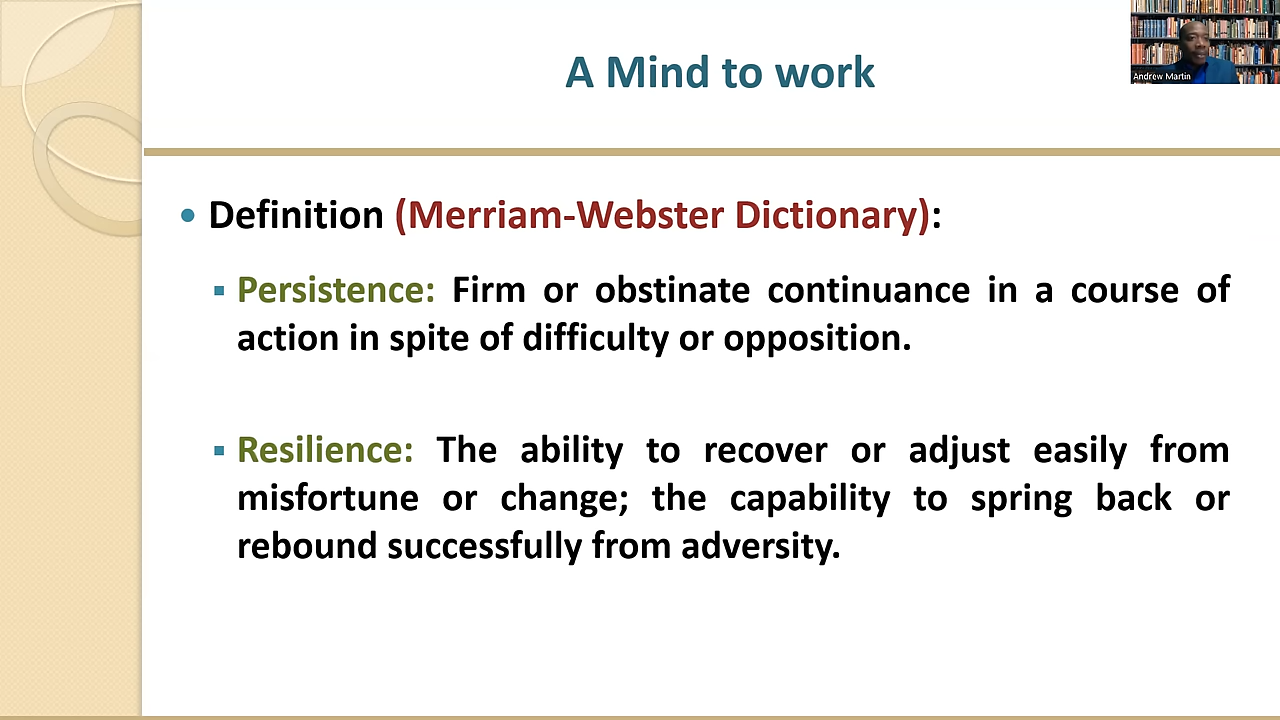 A Mind to work
Andrew Martin
• Definition (Merriam-Webster Dictionary):
▪ Persistence: Firm or obstinate continuance in a course of
action in spite of difficulty or opposition.
▪ Resilience: The ability to recover or adjust easily from
misfortune or change; the capability to spring back or
rebound successfully from adversity.